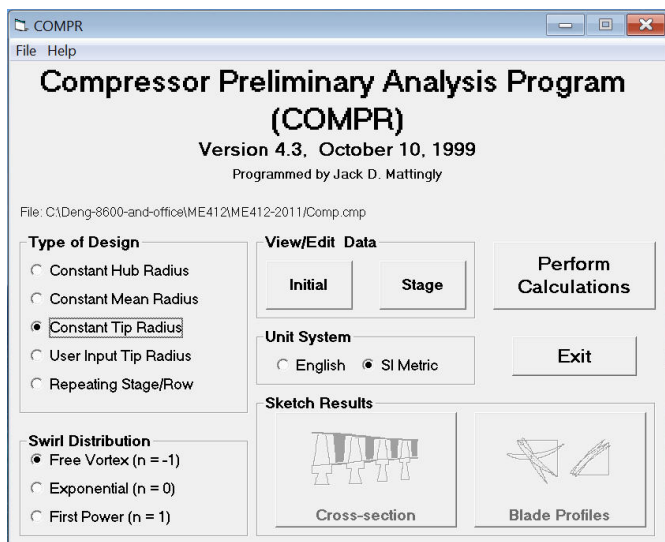 COMPR
File Help
Compressor Preliminary Analysis Program
(COMPR)
Version 4.3, October 10, 1999
Programmed by Jack D. Mattingly
File: C:\Deng-8600-and-office\ME412\ME412-2011/Comp.cmp
Type of Design
Constant Hub Radius
Constant Mean Radius
Constant Tip Radius
User Input Tip Radius
Repeating Stage/Row
Swirl Distribution
Free Vortex (n = -1)
Exponential (n = 0)
First Power (n = 1)
View/Edit Data
Initial
Stage
Unit System
English
SI Metric
Perform
Calculations
Exit
Sketch Results
Cross-section
Blade Profiles